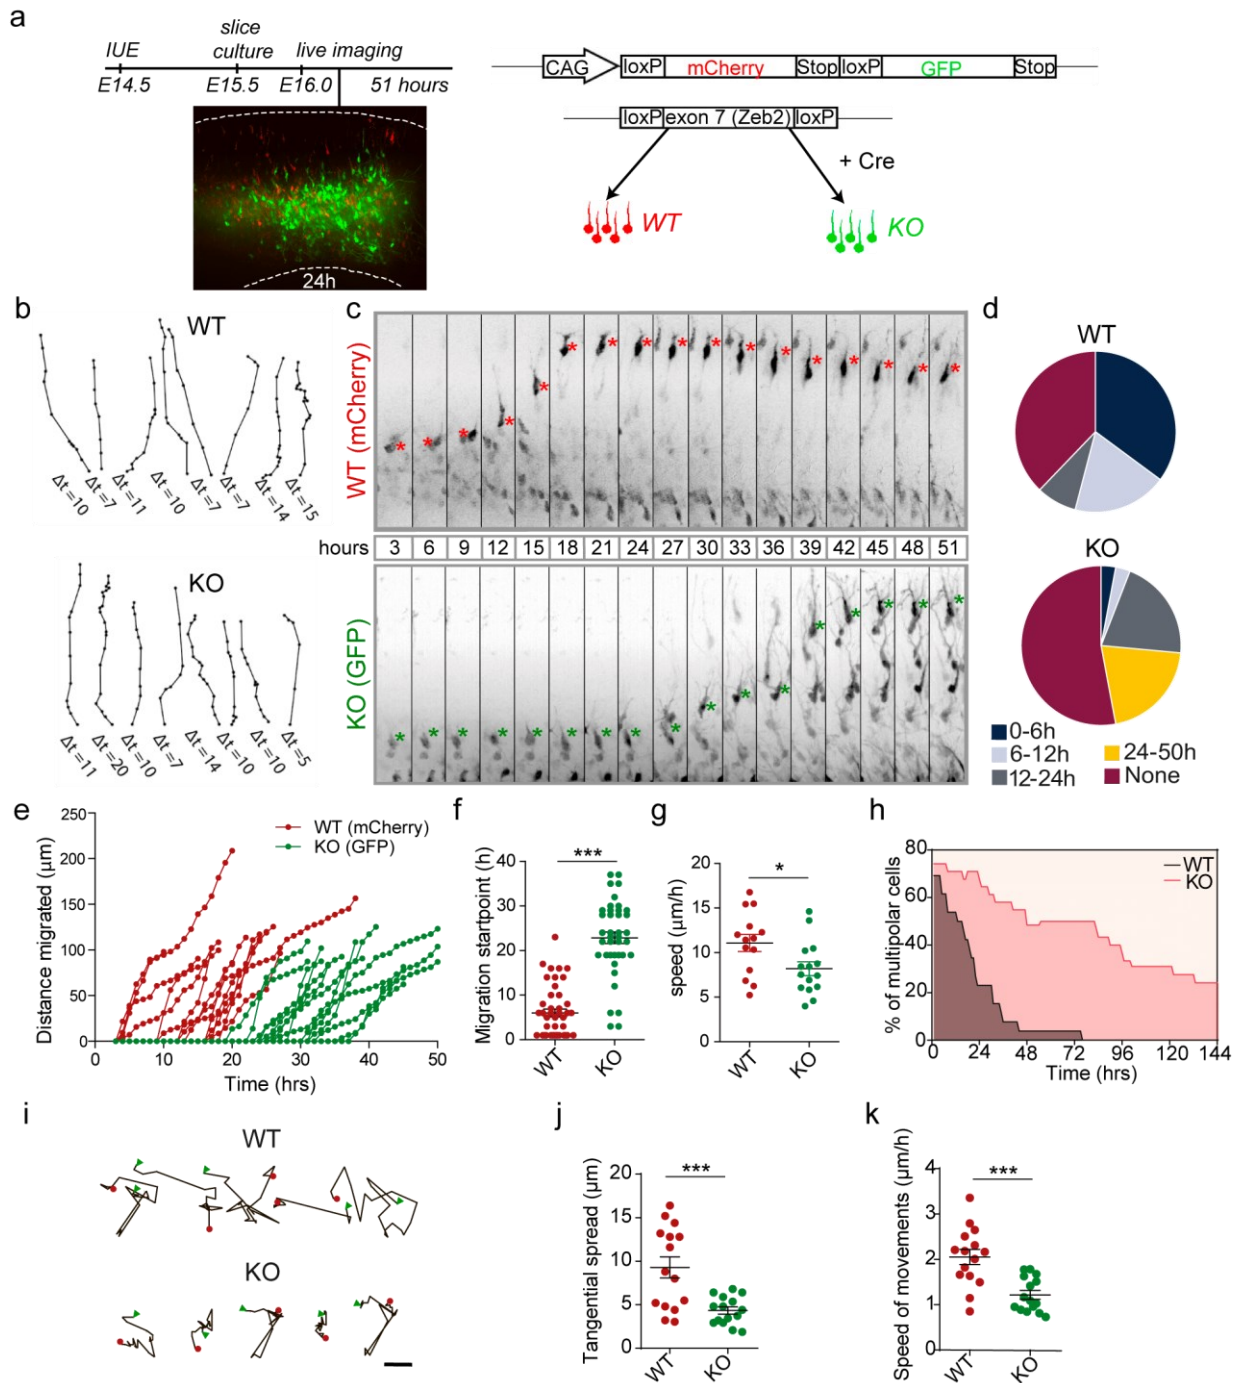 a
IUE
slice
culture
live imaging
E14.5
E15.5
E16.0
51 hours
24h
CAG
loxP
mCherry
Stop
loxP
GFP
Stop
loxP
exon 7 (Zeb2)
loxP
+ Cre
WT
KO
b
WT
Δt =10
Δt =7
Δt =11
Δt =10
Δt =7
Δt =7
Δt =14
Δt =15
KO
Δt =11
Δt =20
Δt =10
Δt =7
Δt =14
Δt =10
Δt =10
Δt =5
c
WT (mCherry)
* * * * * * * * * * * * * * * * *
hours 3 6 9 12 15 18 21 24 27 30 33 36 39 42 45 48 51
KO (GFP)
* * * * * * * * * * * * * * * * *
d
WT
KO
0-6h
6-12h
12-24h
24-50h
None
e
Distance migrated (µm)
250
200
150
100
50
0
WT (mCherry)
KO (GFP)
0 10 20 30 40 50
Time (hrs)
f
Migration startpoint (h)
40
30
20
10
0
***
WT
KO
g
speed (µm/h)
20
15
10
5
0
*
WT
KO
h
% of multipolar cells
80
60
40
20
0
WT
KO
0 24 48 72 96 120 144
Time (hrs)
i
WT
KO
j
Tangential spread (µm)
20
15
10
5
0
***
WT
KO
k
Speed of movements (µm/h)
4
3
2
1
0
***
WT
KO